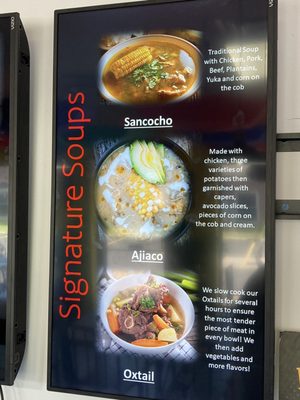 Signature Soups
Traditional Soup
with Chicken, Pork,
Beef, Plantains,
Yuka and corn on
the cob
Sancocho
Made with
chicken, three
varieties of
potatoes then
garnished with
capers,
avocado slices,
pieces of corn on
the cob and cream.
Ajiaco
We slow cook our
Oxtails for several
hours to ensure
the most tender
piece of meat in
every bowl! We
then add
vegetables and
more flavors!
Oxtail